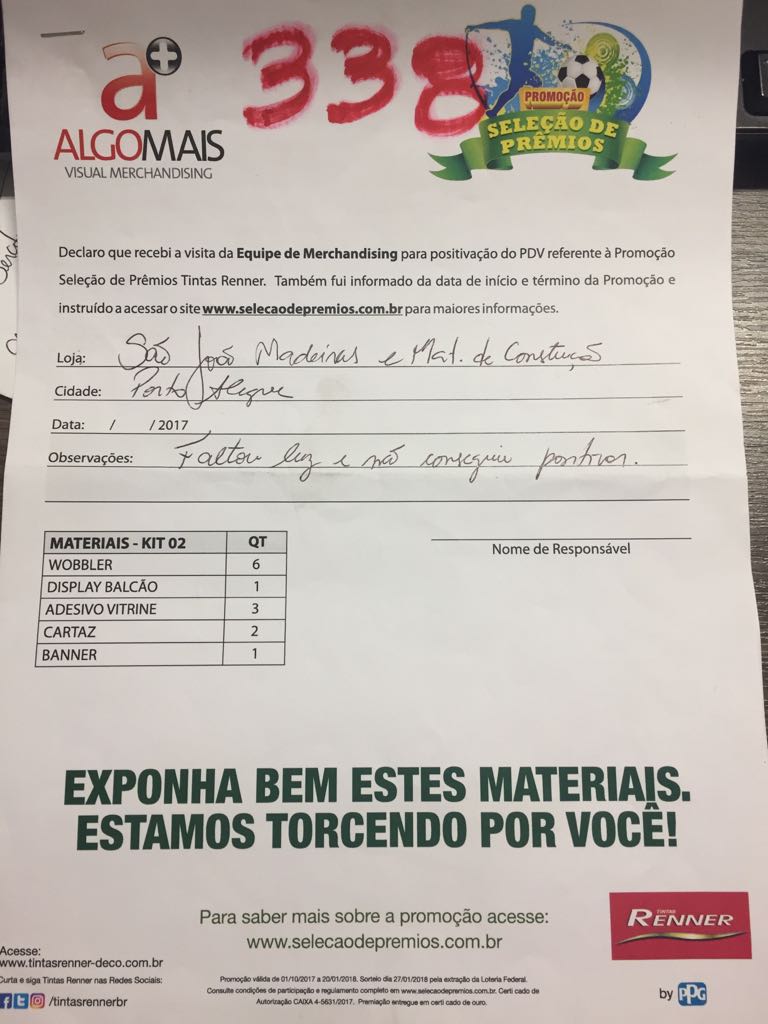 338
a+
ALGOMAIS
VISUAL MERCHANDISING
PROMOÇÃO
SELEÇÃO DE
PRÊMIOS
Declaro que recebi a visita da Equipe de Merchandising para positivação do PDV referente à Promoção
Seleção de Prêmios Tintas Renner. Também fui informado da data de início e término da Promoção e
instruído a acessar o site www.selecaodepremios.com.br para maiores informações.
Loja: São João Madeiras e Mat. de Construção
Cidade: Porto Alegre
Data: / / 2017
Observações: Faltou luz e não conseguiu positivar.
Nome de Responsável
MATERIAIS - KIT 02 QT
WOBBLER 6
DISPLAY BALCÃO 1
ADESIVO VITRINE 3
CARTAZ 2
BANNER 1
EXPONHA BEM ESTES MATERIAIS.
ESTAMOS TORCENDO POR VOCÊ!
Para saber mais sobre a promoção acesse:
www.selecaodepremios.com.br
TINTAS
RENNER
by PPG
Acesse:
www.tintasrenner-deco.com.br
Curta e siga Tintas Renner nas Redes Sociais:
/tintasrennerbr
Promoção válida de 01/10/2017 a 20/01/2018. Sorteio dia 27/01/2018 pela extração da Loteria Federal.
Consulte condições de participação e regulamento completo em www.selecaodepremios.com.br. Certi cado de
Autorização CAIXA 4-5631/2017. Premiação entregue em certi cado de ouro.